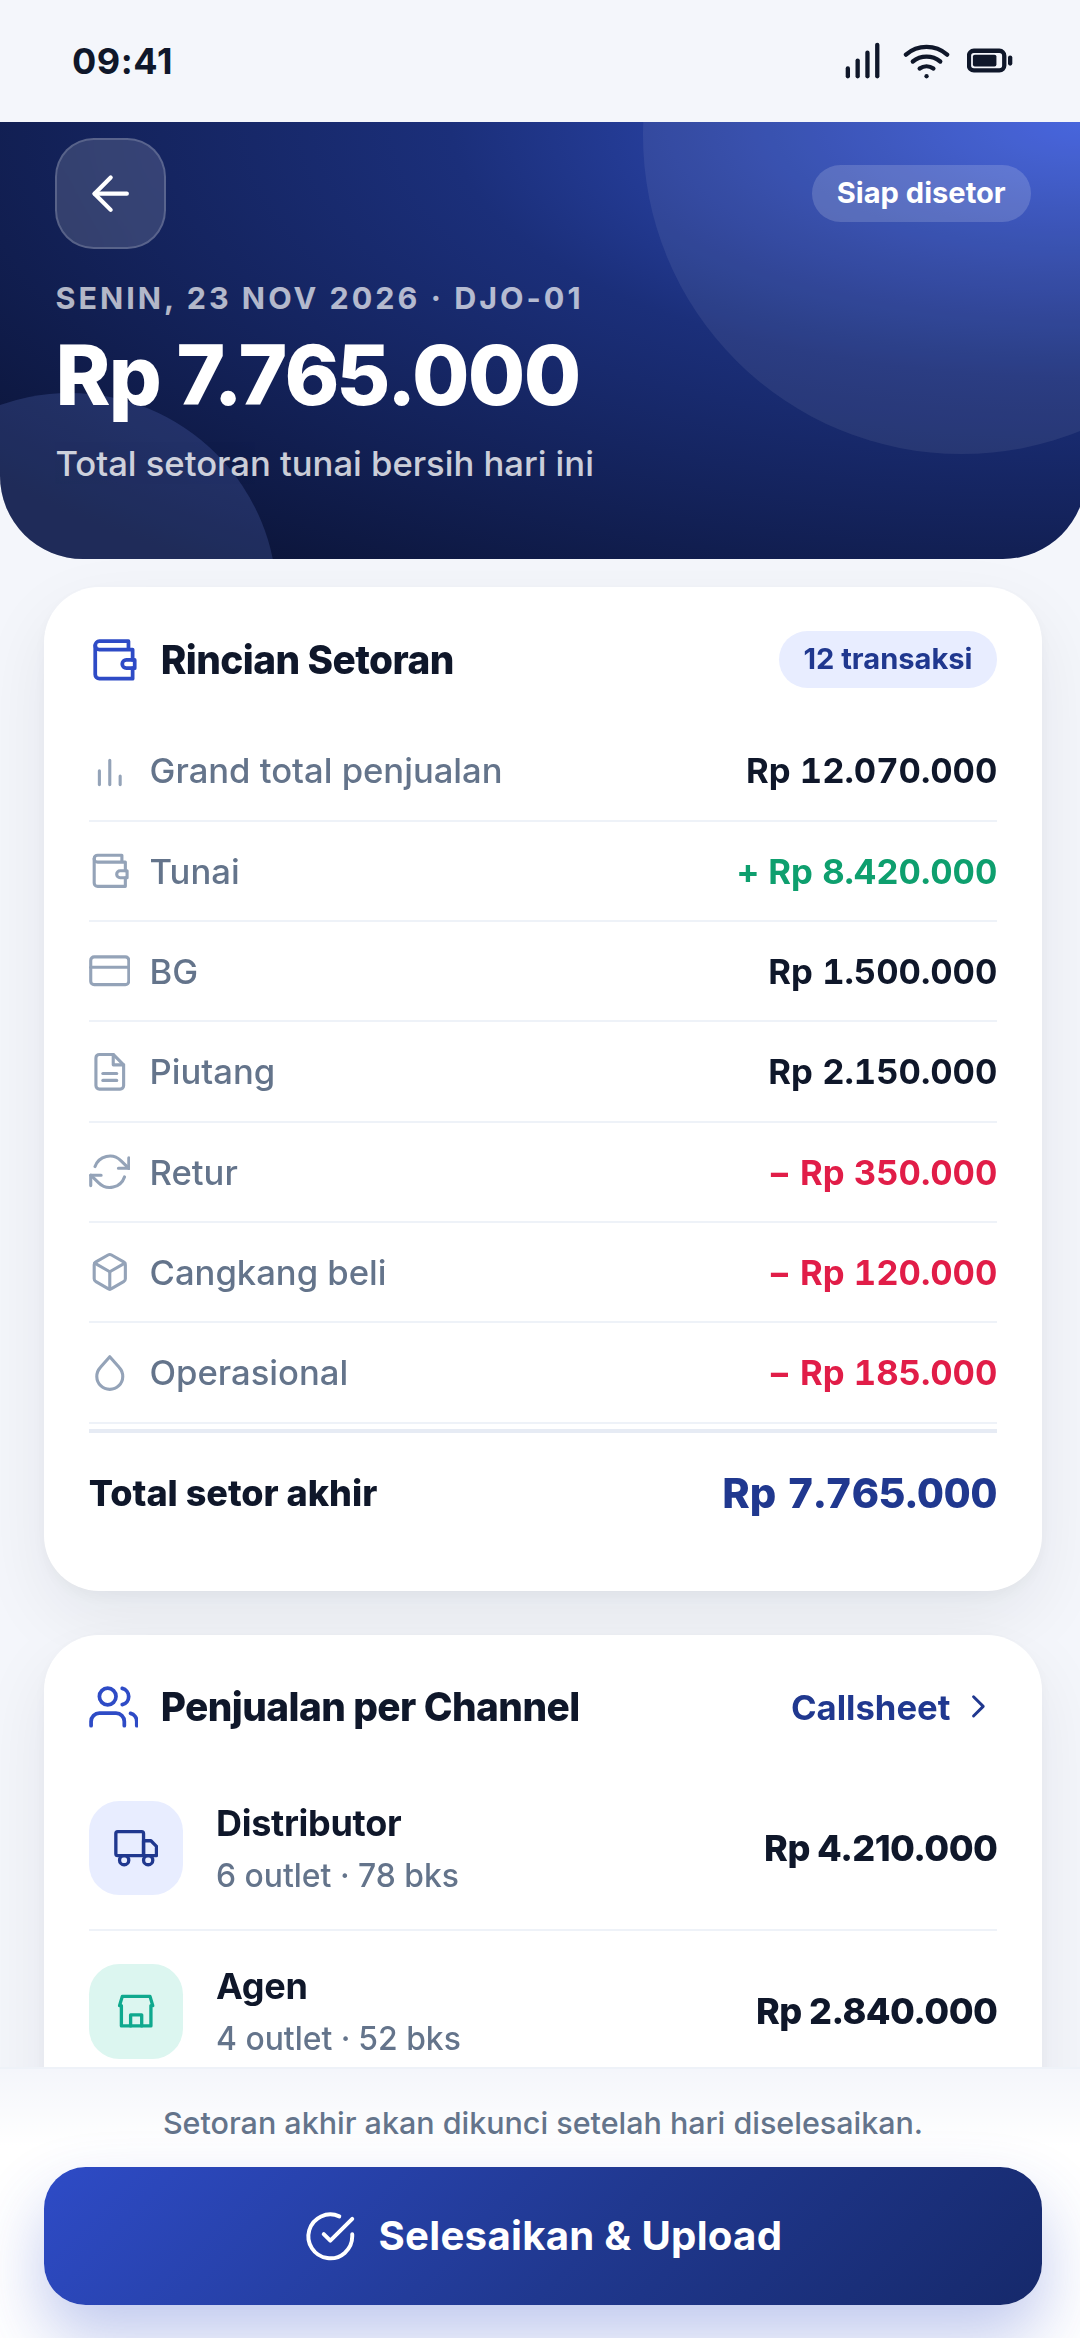 09:41
Siap disetor
SENIN, 23 NOV 2026 · DJO-01
Rp 7.765.000
Total setoran tunai bersih hari ini
Rincian Setoran
12 transaksi
Grand total penjualan
Rp 12.070.000
Tunai
+ Rp 8.420.000
BG
Rp 1.500.000
Piutang
Rp 2.150.000
Retur
− Rp 350.000
Cangkang beli
− Rp 120.000
Operasional
− Rp 185.000
Total setor akhir
Rp 7.765.000
Penjualan per Channel
Callsheet
Distributor
6 outlet · 78 bks
Rp 4.210.000
Agen
4 outlet · 52 bks
Rp 2.840.000
Setoran akhir akan dikunci setelah hari diselesaikan.
Selesaikan & Upload